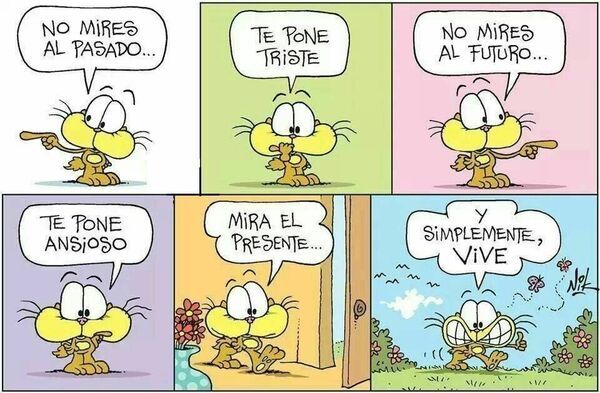 NO MIRES
AL PASADO...
TE PONE
TRISTE
NO MIRES
AL FUTURO...
TE PONE
ANSIOSO
MIRA EL
PRESENTE...
Y
SIMPLEMENTE,
VIVE
Nik